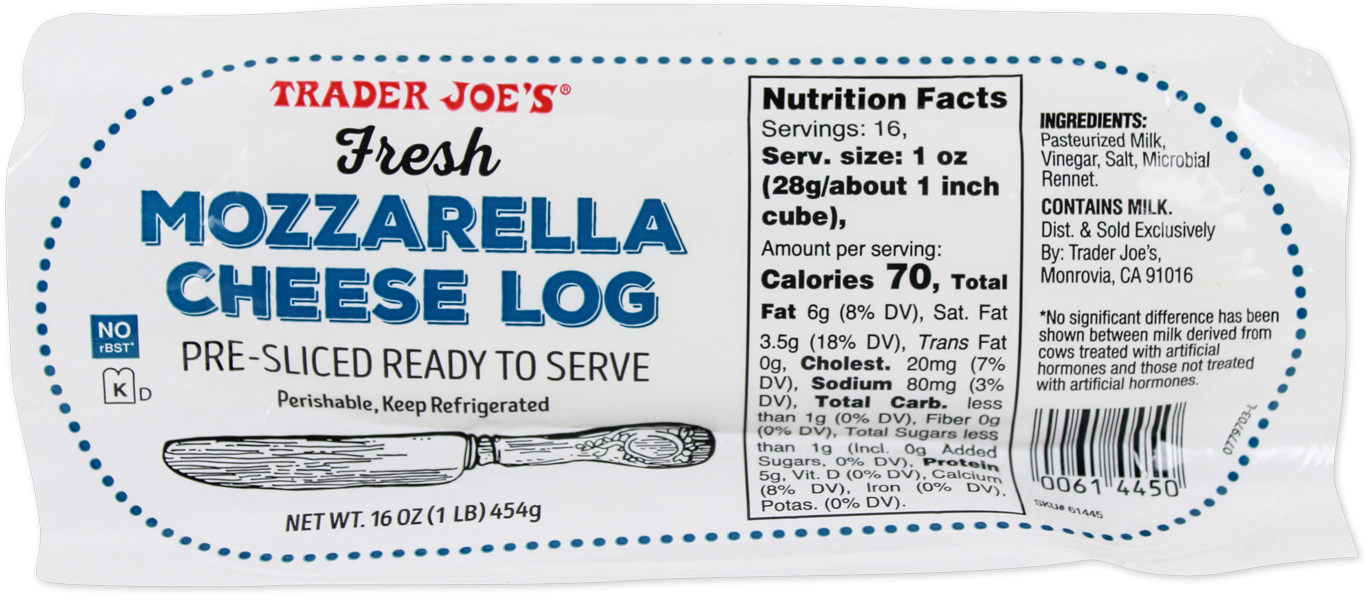 TRADER JOE'S®
Fresh
MOZZARELLA
CHEESE LOG
NO
rBST*
K D
PRE-SLICED READY TO SERVE
Perishable, Keep Refrigerated
NET WT. 16 OZ (1 LB) 454g
Nutrition Facts
Servings: 16,
Serv. size: 1 oz
(28g/about 1 inch
cube),
Amount per serving:
Calories 70, Total
Fat 6g (8% DV), Sat. Fat
3.5g (18% DV), Trans Fat
0g, Cholest. 20mg (7%
DV), Sodium 80mg (3%
DV), Total Carb. less
than 1g (0% DV), Fiber 0g
(0% DV), Total Sugars less
than 1g (Incl. 0g Added
Sugars, 0% DV), Protein
5g, Vit. D (0% DV), Calcium
(8% DV), Iron (0% DV),
Potas. (0% DV).
INGREDIENTS:
Pasteurized Milk,
Vinegar, Salt, Microbial
Rennet.
CONTAINS MILK.
Dist. & Sold Exclusively
By: Trader Joe's,
Monrovia, CA 91016
*No significant difference has been
shown between milk derived from
cows treated with artificial
hormones and those not treated
with artificial hormones.
0061 4450
SKU# 61445
0779703-L